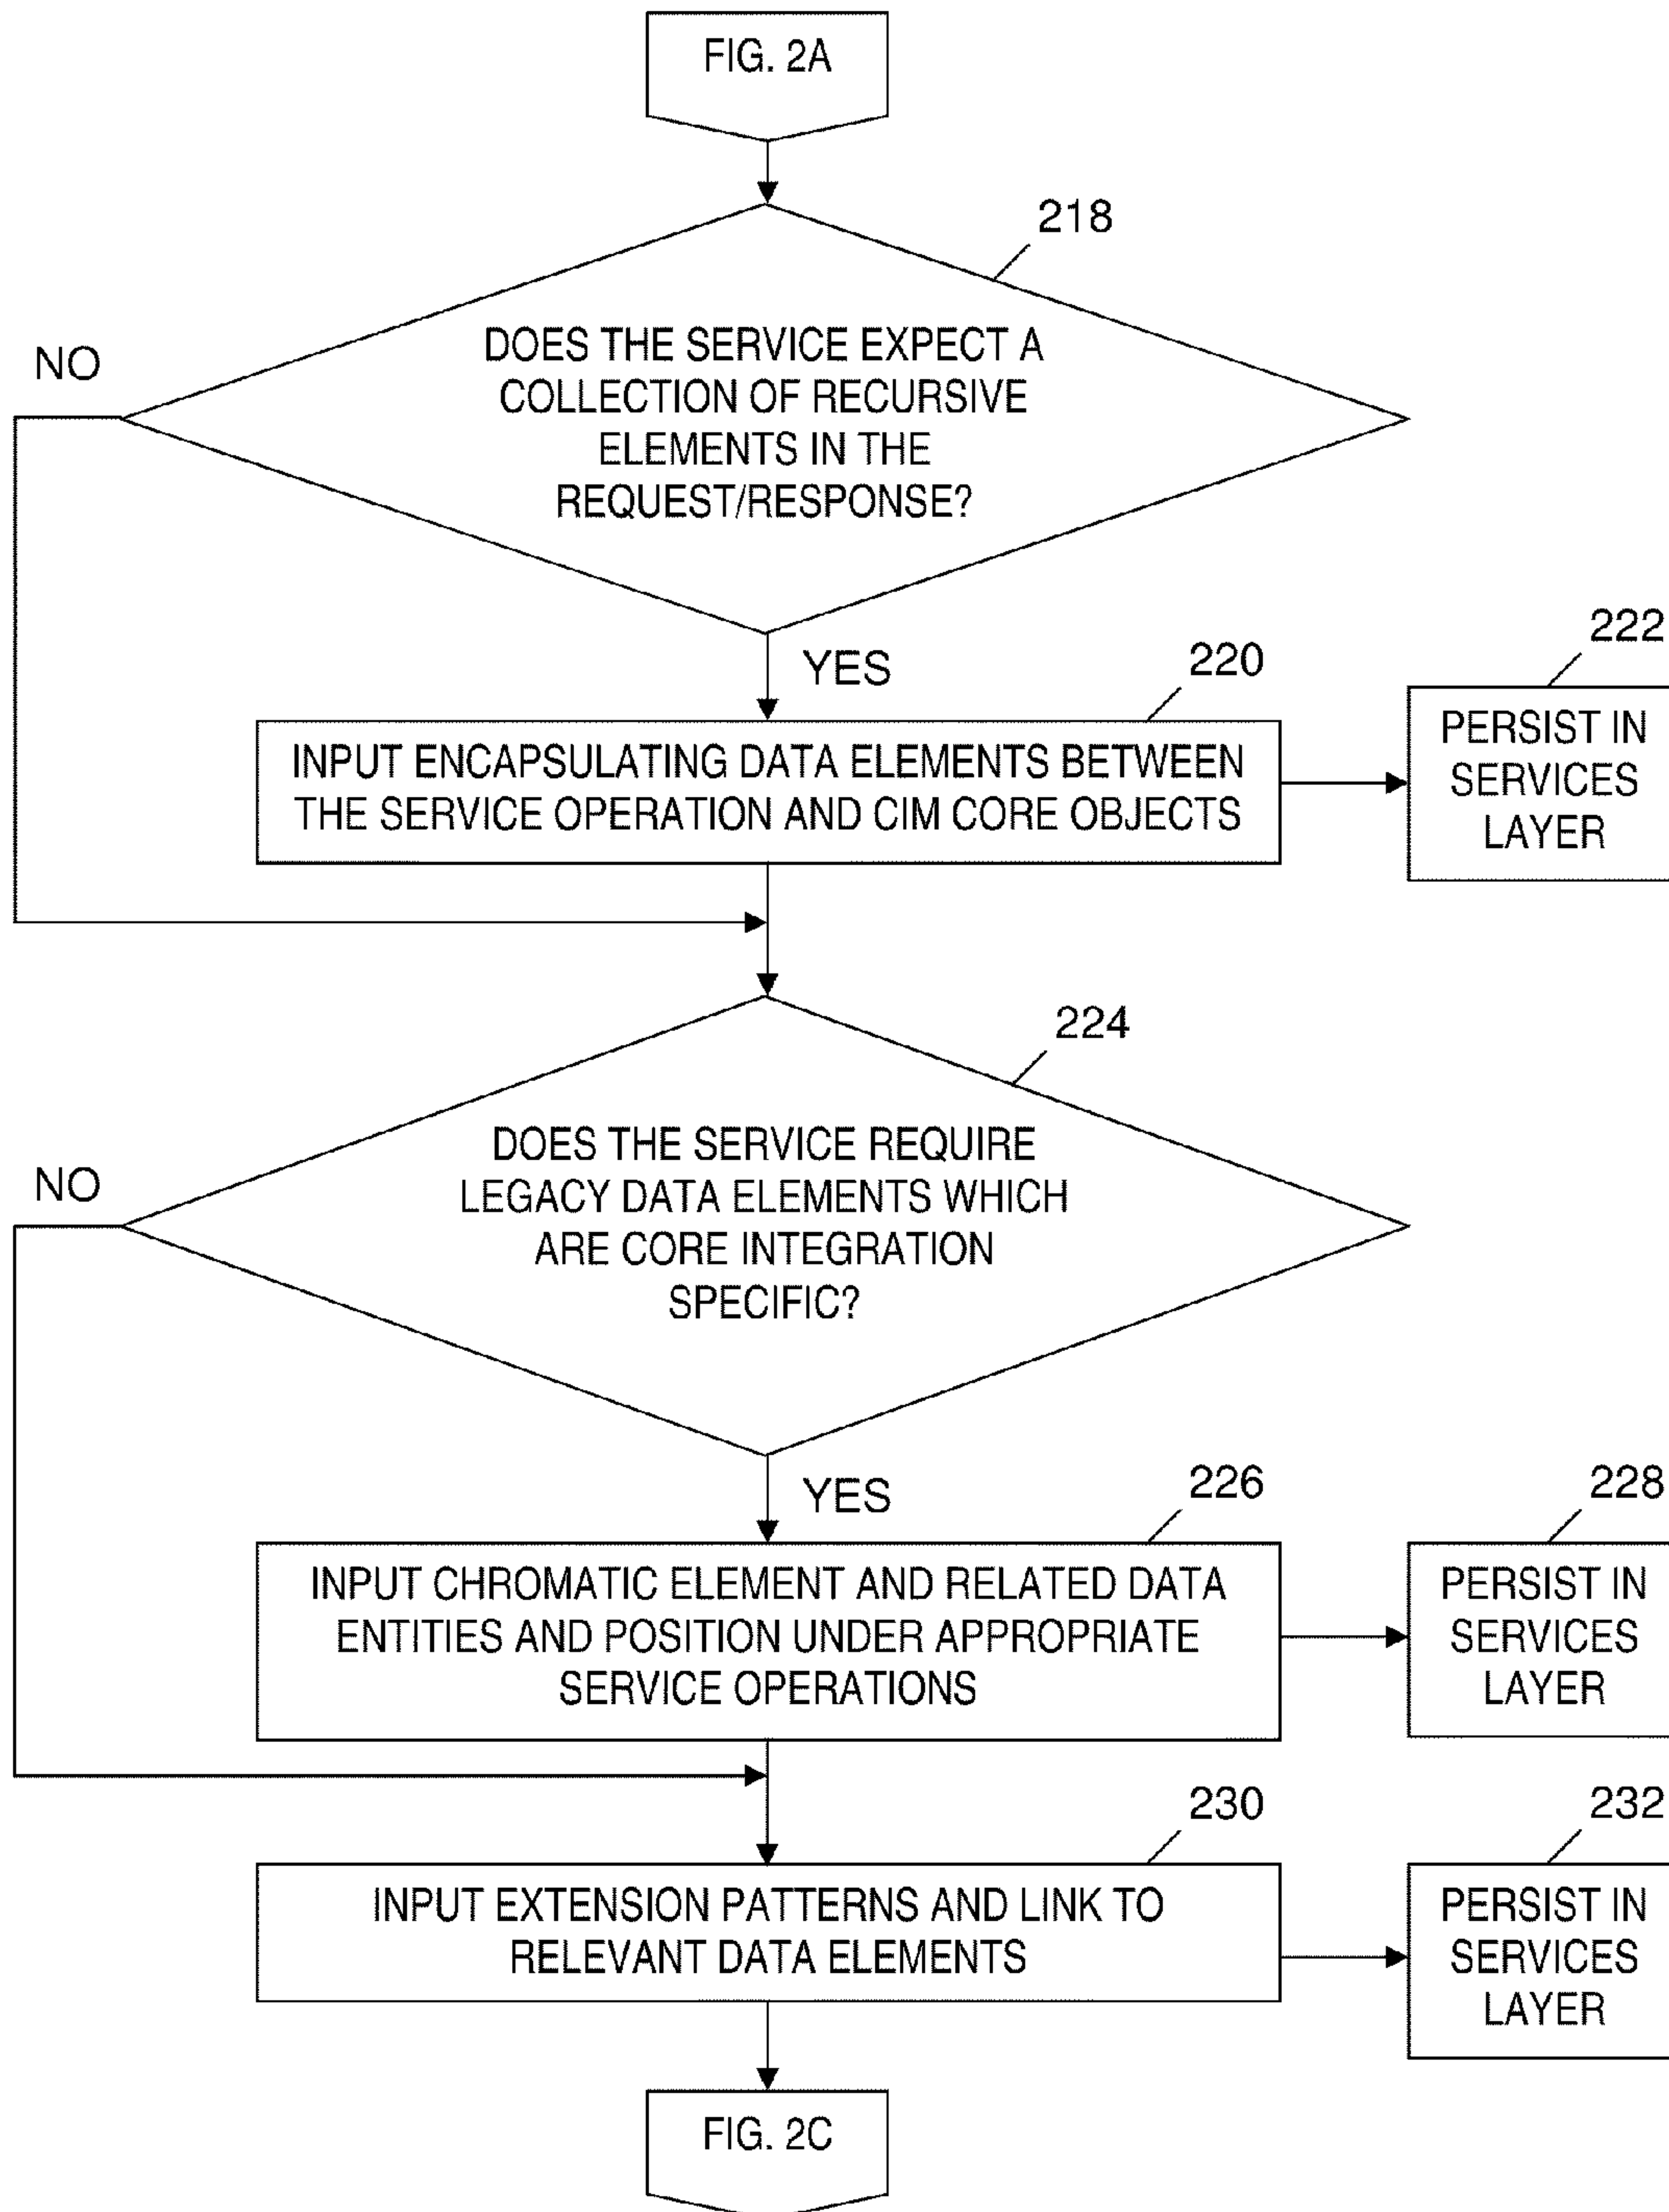 FIG. 2A
218
DOES THE SERVICE EXPECT A
COLLECTION OF RECURSIVE
ELEMENTS IN THE
REQUEST/RESPONSE?
NO
YES
220
222
INPUT ENCAPSULATING DATA ELEMENTS BETWEEN
THE SERVICE OPERATION AND CIM CORE OBJECTS
PERSIST IN
SERVICES
LAYER
224
DOES THE SERVICE REQUIRE
LEGACY DATA ELEMENTS WHICH
ARE CORE INTEGRATION
SPECIFIC?
NO
YES
226
228
INPUT CHROMATIC ELEMENT AND RELATED DATA
ENTITIES AND POSITION UNDER APPROPRIATE
SERVICE OPERATIONS
PERSIST IN
SERVICES
LAYER
230
232
INPUT EXTENSION PATTERNS AND LINK TO
RELEVANT DATA ELEMENTS
PERSIST IN
SERVICES
LAYER
FIG. 2C